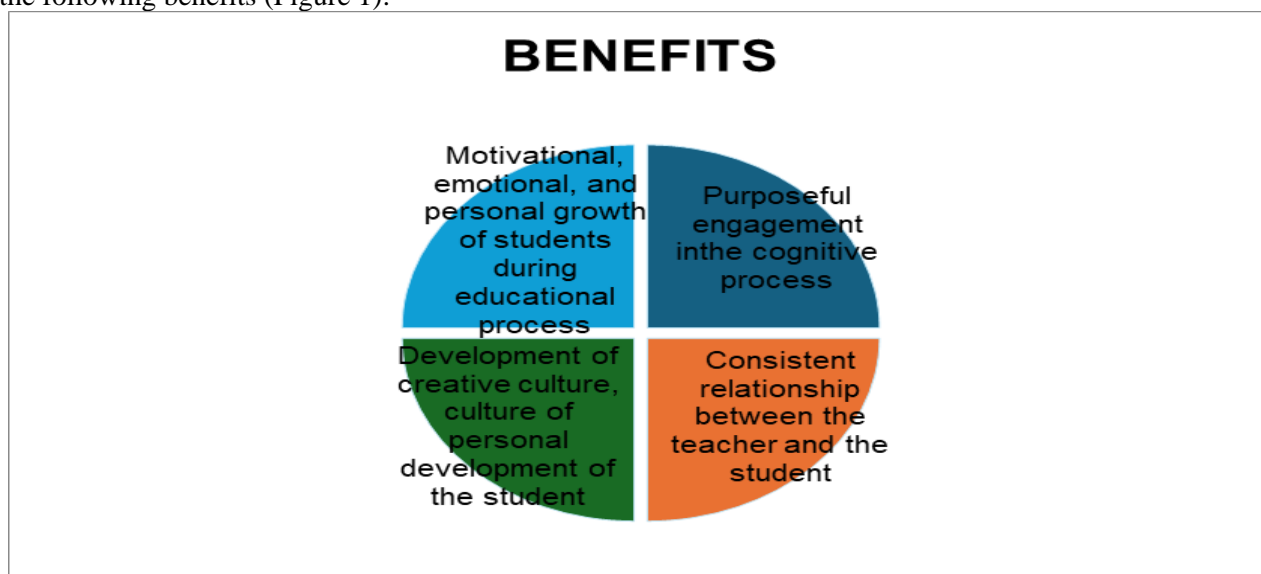 the following benefits (Figure 1).
BENEFITS
Motivational,
emotional, and
personal growth
of students
during
educational
process
Purposeful
engagement
inthe cognitive
process
Development of
creative culture,
culture of
personal
development of
the student
Consistent
relationship
between the
teacher and the
student